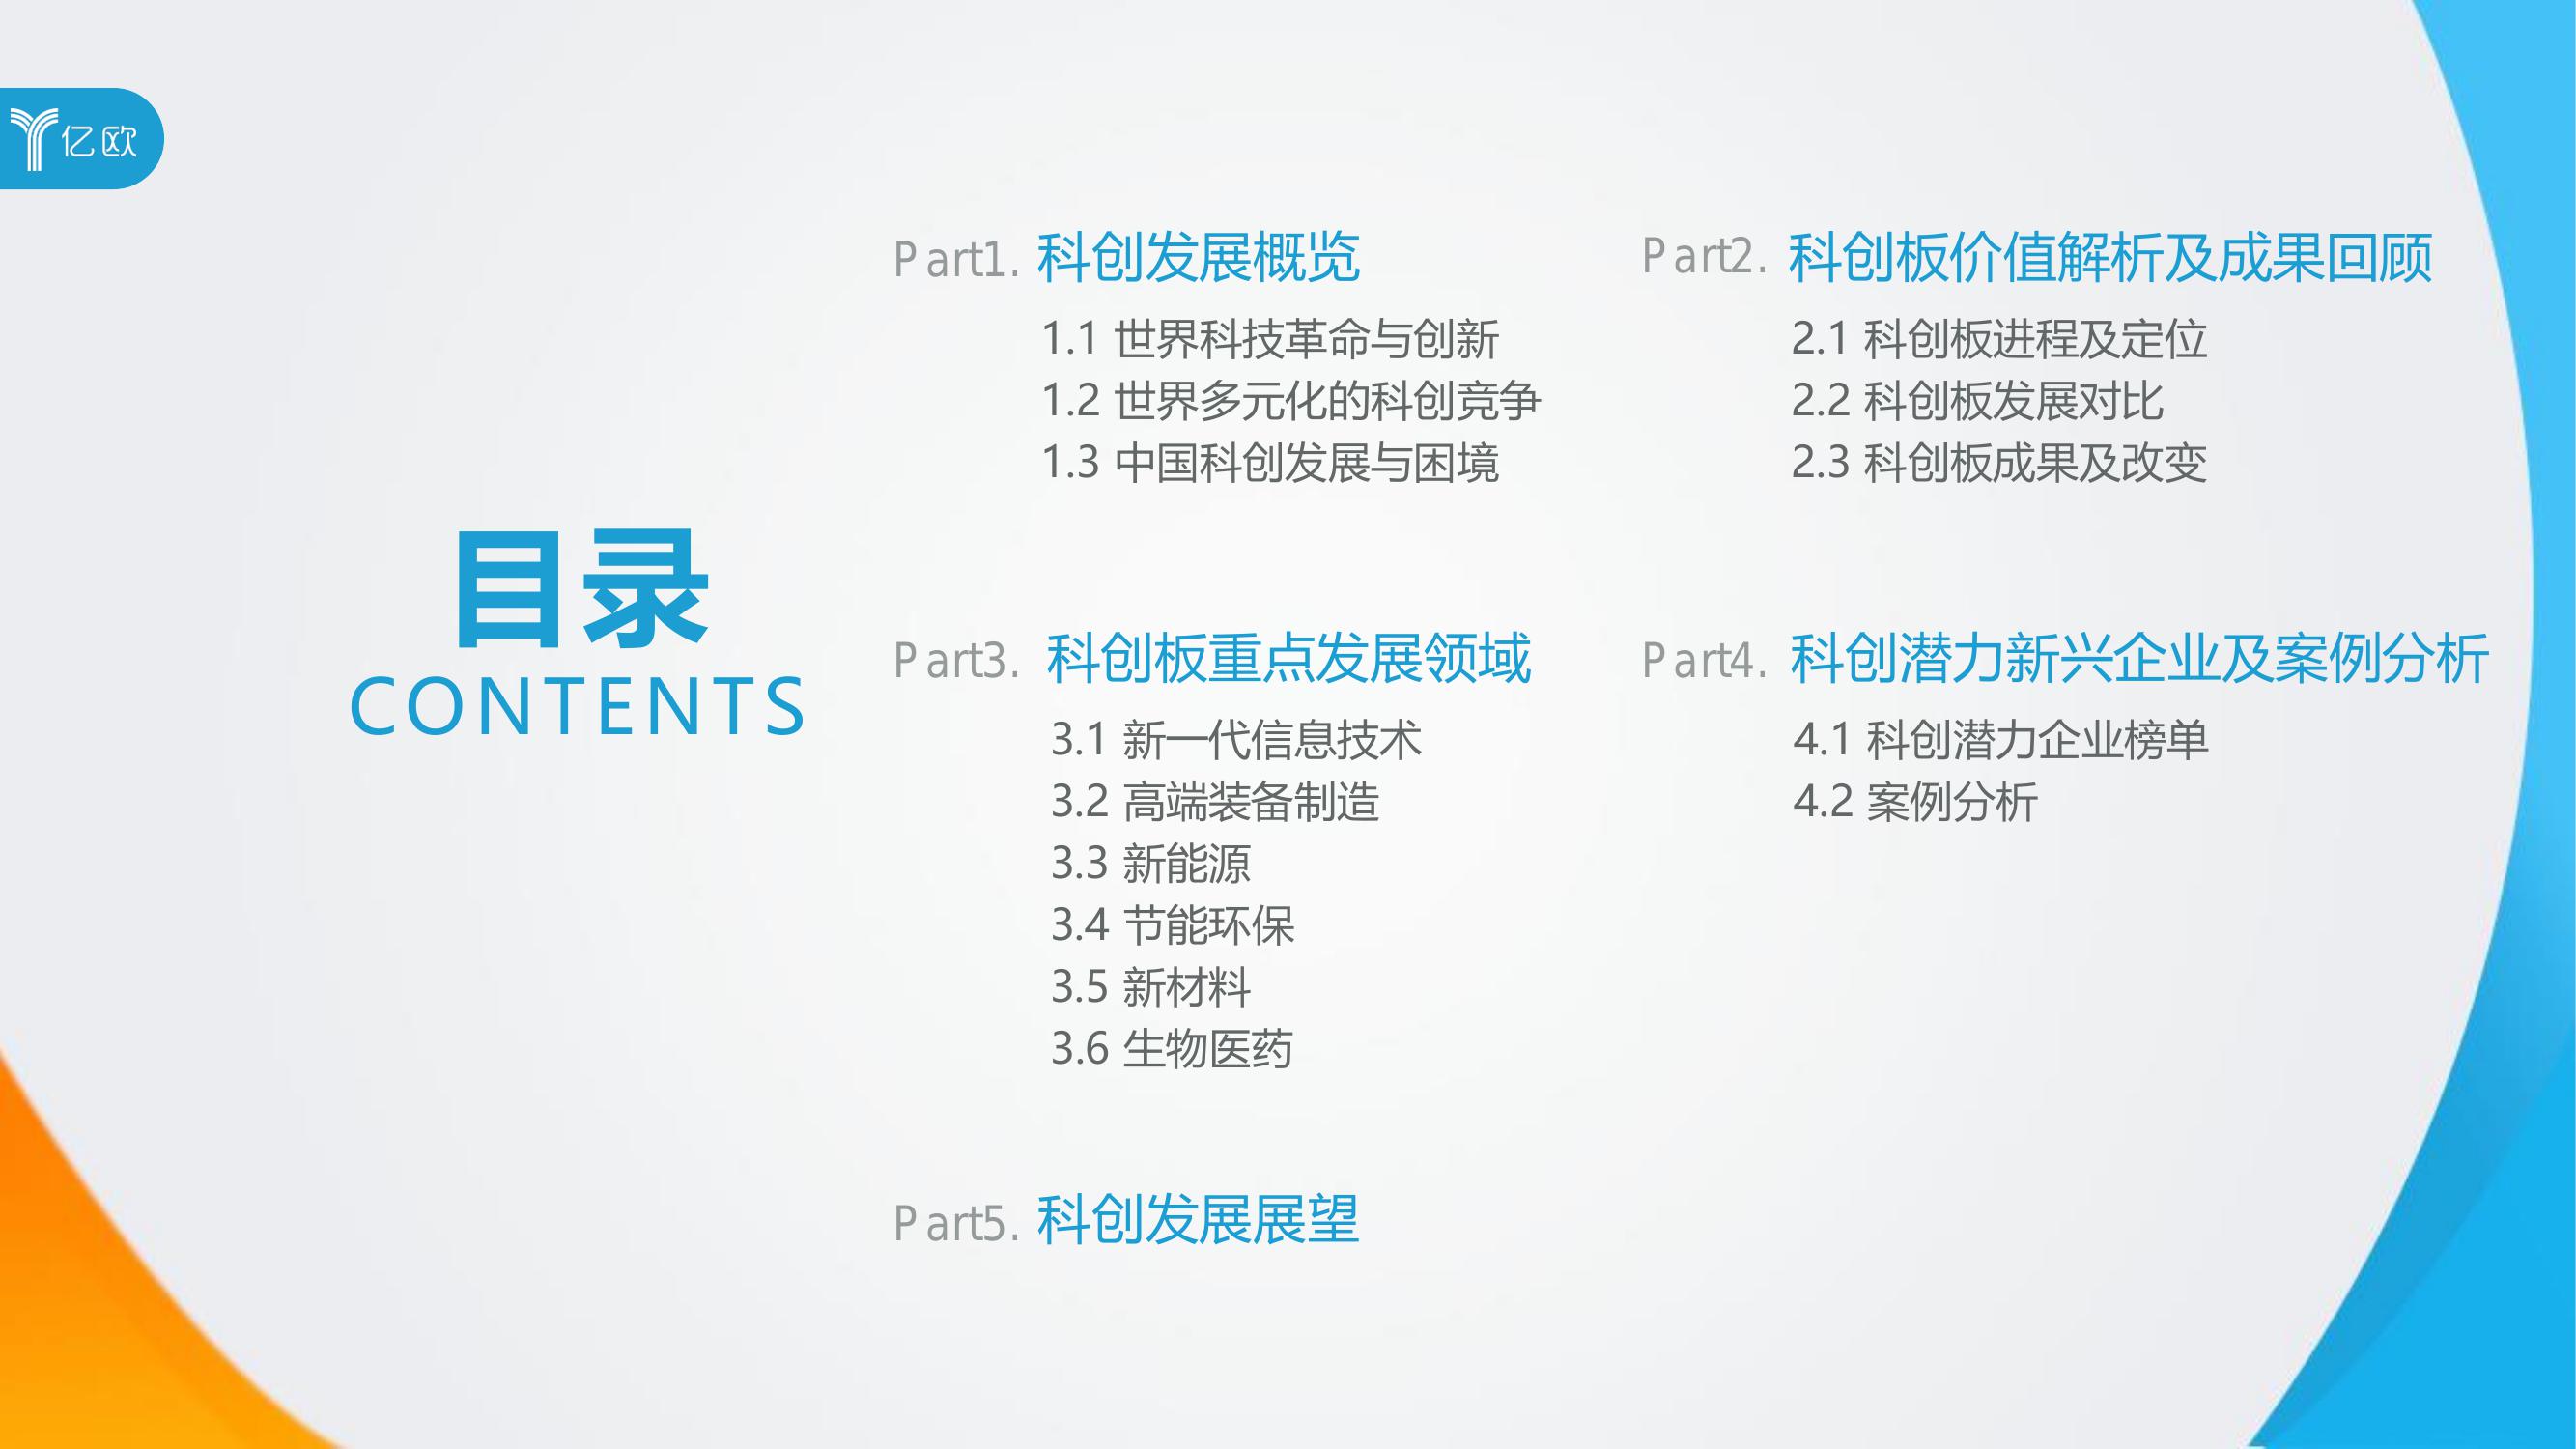 亿欧
目录
CONTENTS
Part1. 科创发展概览
1.1 世界科技革命与创新
1.2 世界多元化的科创竞争
1.3 中国科创发展与困境
Part2. 科创板价值解析及成果回顾
2.1 科创板进程及定位
2.2 科创板发展对比
2.3 科创板成果及改变
Part3. 科创板重点发展领域
3.1 新一代信息技术
3.2 高端装备制造
3.3 新能源
3.4 节能环保
3.5 新材料
3.6 生物医药
Part4. 科创潜力新兴企业及案例分析
4.1 科创潜力企业榜单
4.2 案例分析
Part5. 科创发展展望